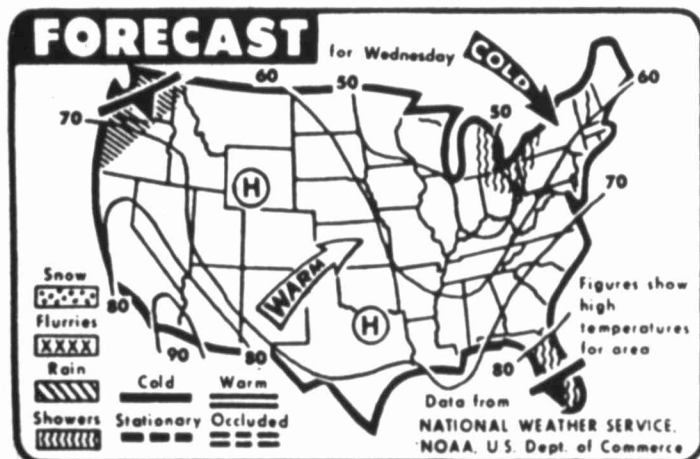 FORECAST
for Wednesday
COLD
60
50
60
50
70
70
H
WARM
H
80
90
80
80
Snow
Flurries
XXXX
Rain
Showers
Cold
Warm
Stationary
Occluded
Figures show
high
temperatures
for area
Data from
NATIONAL WEATHER SERVICE,
NOAA, U.S. Dept. of Commerce